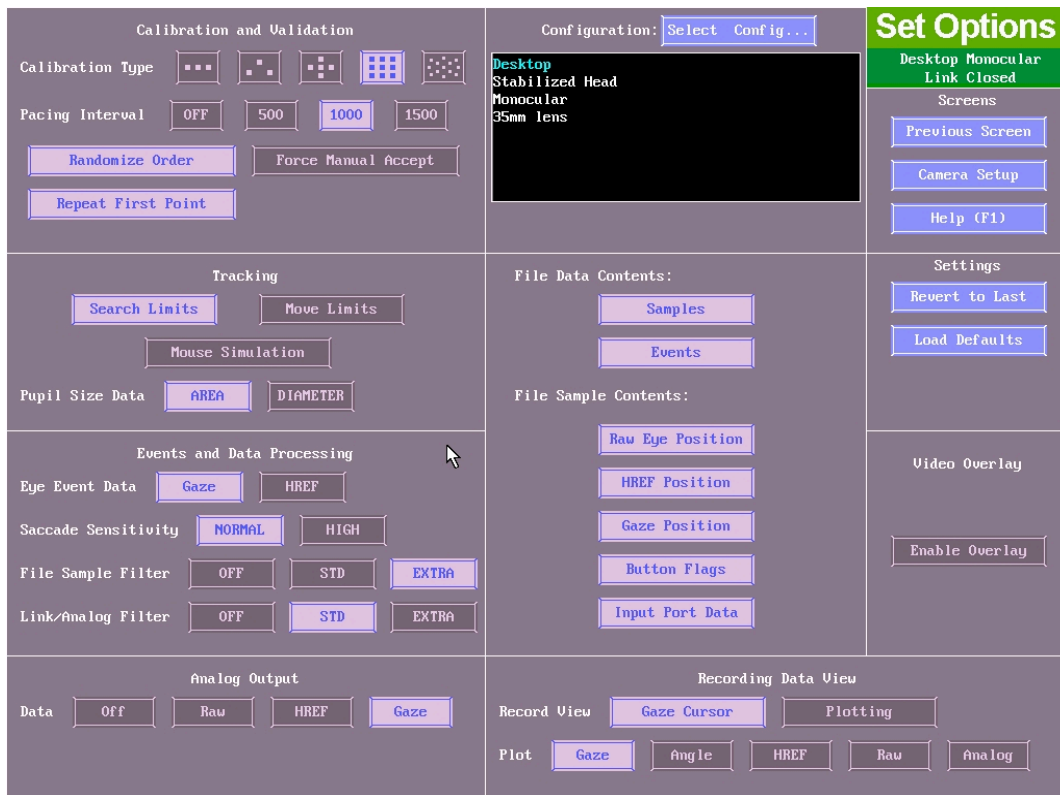 Calibration and Validation
Calibration Type
Pacing Interval OFF 500 1000 1500
Randomize Order Force Manual Accept
Repeat First Point
Configuration: Select Config...
Desktop
Stabilized Head
Monocular
35mm lens
Set Options
Desktop Monocular
Link Closed
Screens
Previous Screen
Camera Setup
Help (F1)
Tracking
Search Limits Move Limits
Mouse Simulation
Pupil Size Data AREA DIAMETER
File Data Contents:
Samples
Events
File Sample Contents:
Raw Eye Position
HREF Position
Gaze Position
Button Flags
Input Port Data
Settings
Revert to Last
Load Defaults
Events and Data Processing
Eye Event Data Gaze HREF
Saccade Sensitivity NORMAL HIGH
File Sample Filter OFF STD EXTRA
Link/Analog Filter OFF STD EXTRA
Video Overlay
Enable Overlay
Analog Output
Data Off Raw HREF Gaze
Recording Data View
Record View Gaze Cursor Plotting
Plot Gaze Angle HREF Raw Analog